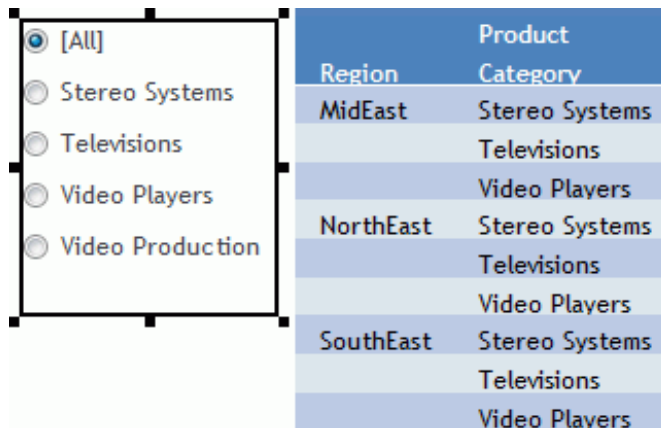 [All]
Stereo Systems
Televisions
Video Players
Video Production
Product
Region Category
MidEast Stereo Systems
Televisions
Video Players
NorthEast Stereo Systems
Televisions
Video Players
SouthEast Stereo Systems
Televisions
Video Players